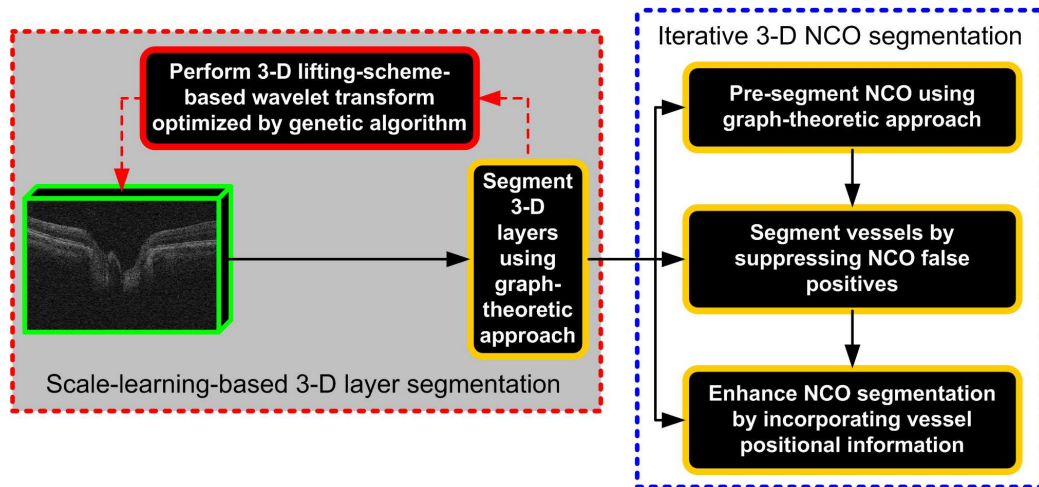 Perform 3-D lifting-scheme-
based wavelet transform
optimized by genetic algorithm
Segment
3-D
layers
using
graph-
theoretic
approach
Scale-learning-based 3-D layer segmentation
Iterative 3-D NCO segmentation
Pre-segment NCO using
graph-theoretic approach
Segment vessels by
suppressing NCO false
positives
Enhance NCO segmentation
by incorporating vessel
positional information